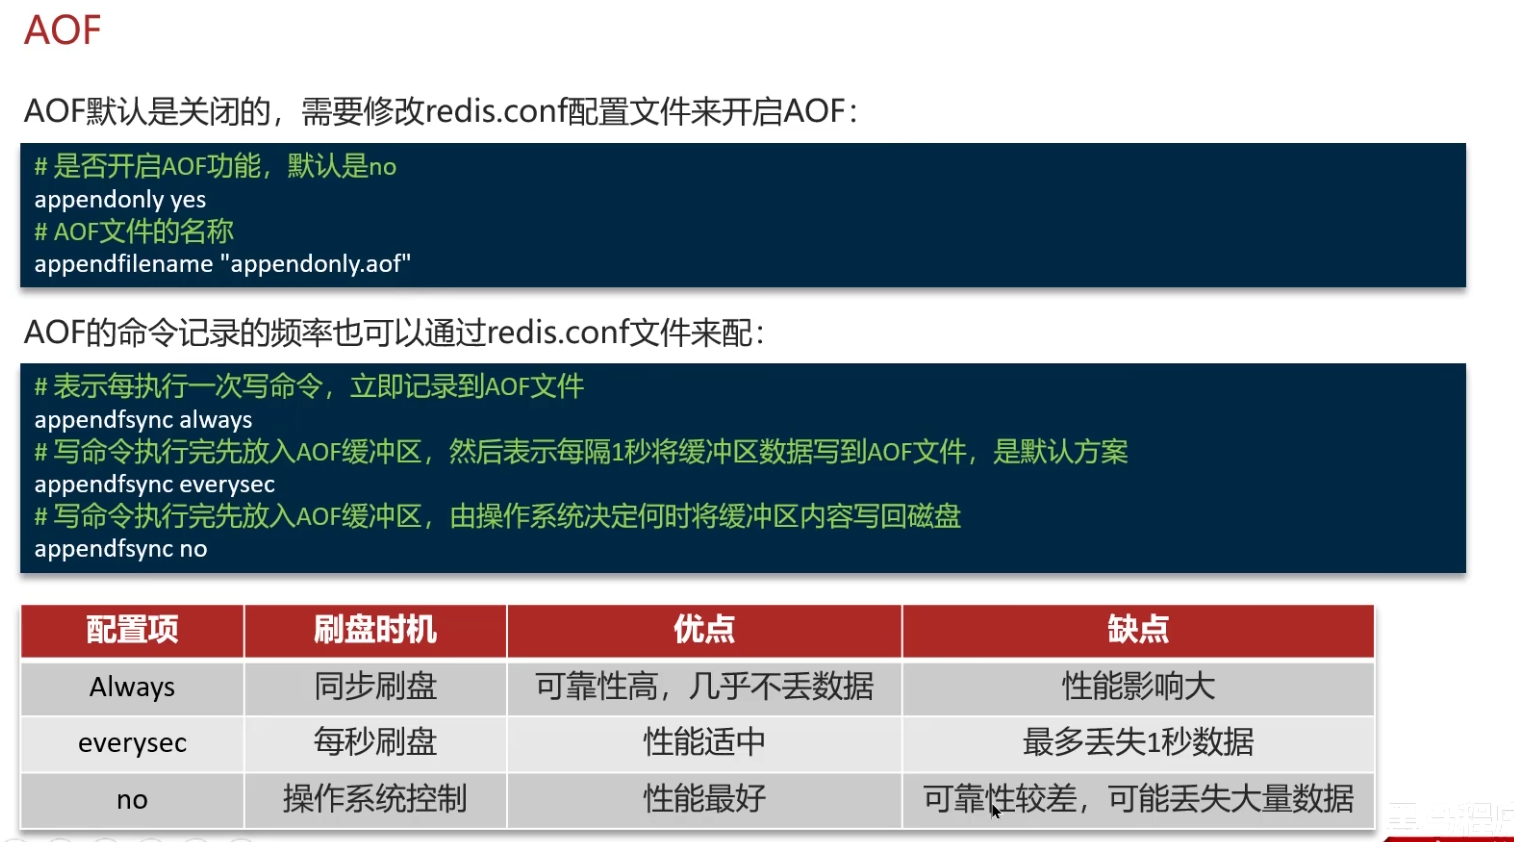 AOF
AOF默认是关闭的，需要修改redis.conf配置文件来开启AOF：
# 是否开启AOF功能，默认是no
appendonly yes
# AOF文件的名称
appendfilename "appendonly.aof"
AOF的命令记录的频率也可以通过redis.conf文件来配：
# 表示每执行一次写命令，立即记录到AOF文件
appendfsync always
# 写命令执行完先放入AOF缓冲区，然后表示每隔1秒将缓冲区数据写到AOF文件，是默认方案
appendfsync everysec
# 写命令执行完先放入AOF缓冲区，由操作系统决定何时将缓冲区内容写回磁盘
appendfsync no
配置项 刷盘时机 优点 缺点
Always 同步刷盘 可靠性高，几乎不丢数据 性能影响大
everysec 每秒刷盘 性能适中 最多丢失1秒数据
no 操作系统控制 性能最好 可靠性较差，可能丢失大量数据